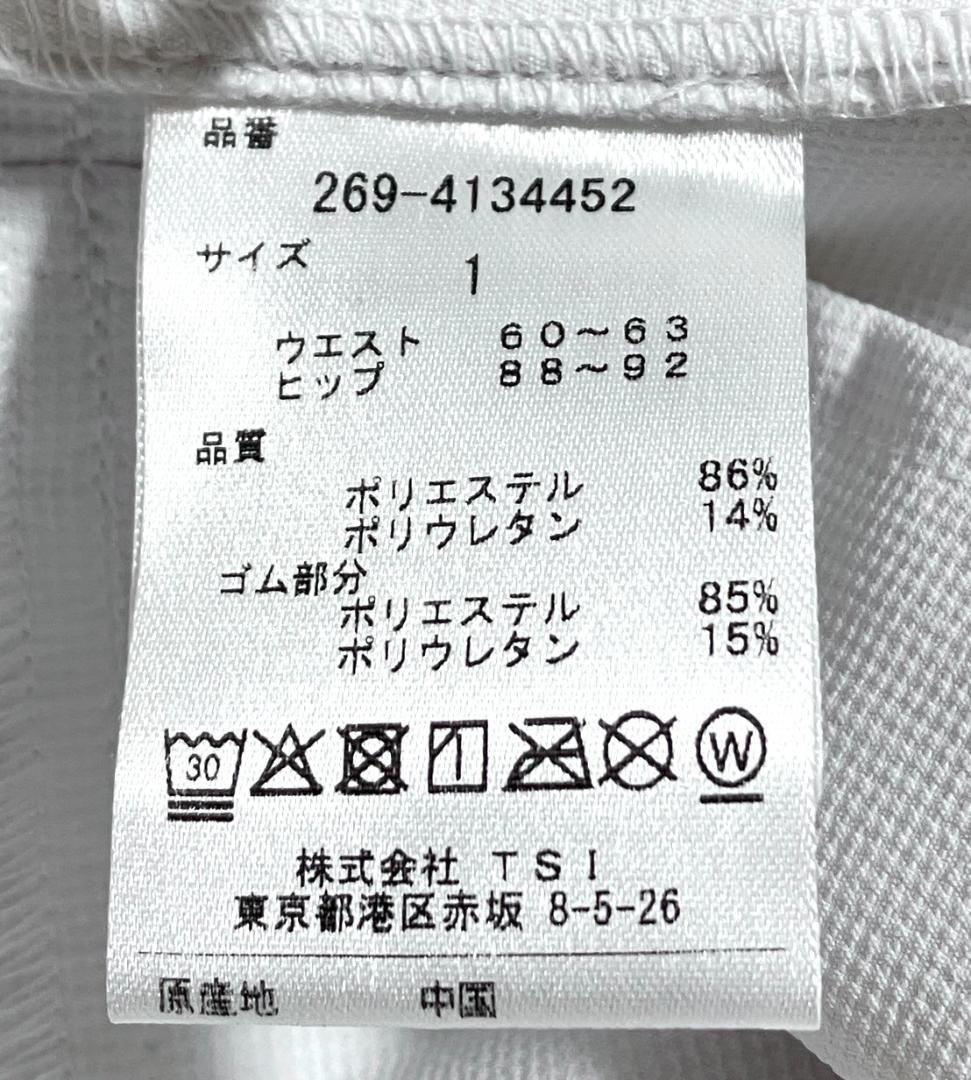 品番
269-4134452
サイズ 1
ウエスト 60～63
ヒップ 88～92
品質
ポリエステル 86%
ポリウレタン 14%
ゴム部分
ポリエステル 85%
ポリウレタン 15%
30 W
株式会社 TSI
東京都港区赤坂 8-5-26
原産地 中国